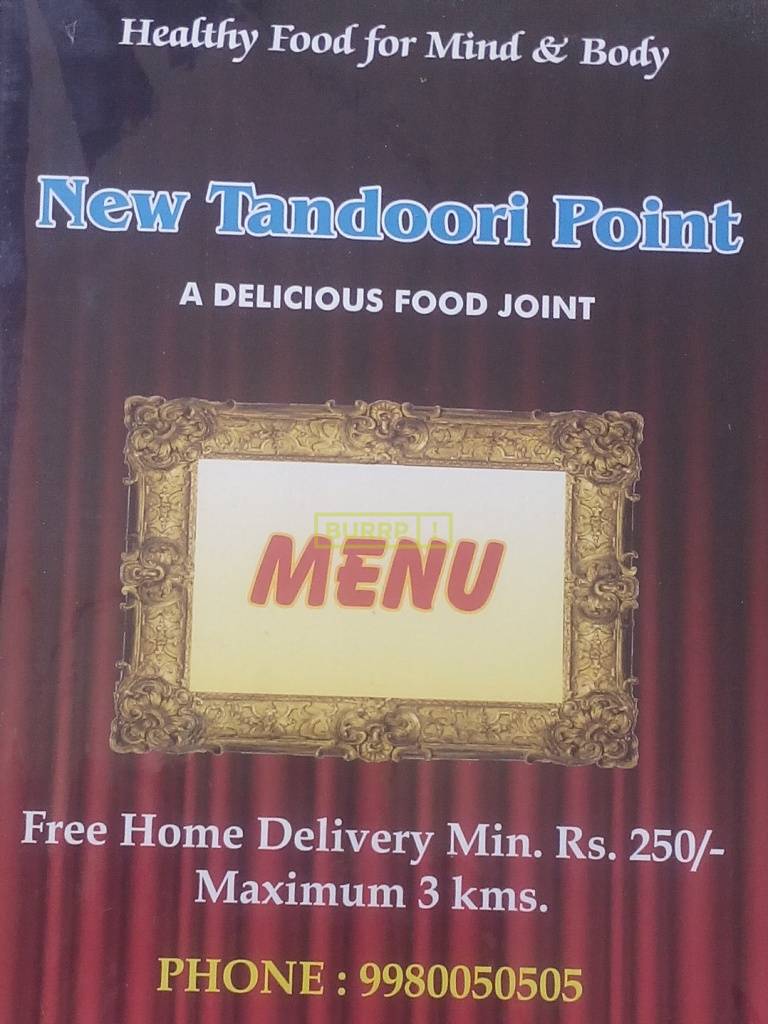 Healthy Food for Mind & Body
New Tandoori Point
A DELICIOUS FOOD JOINT
BURRP
MENU
Free Home Delivery Min. Rs. 250/-
Maximum 3 kms.
PHONE : 9980050505